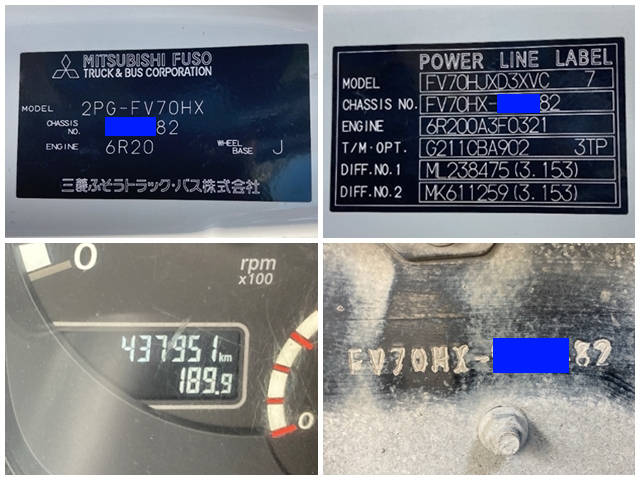 MITSUBISHI FUSO
TRUCK & BUS CORPORATION
MODEL 2PG-FV70HX
CHASSIS NO. 82
ENGINE 6R20 WHEEL BASE J
三菱ふそうトラック・バス株式会社
POWER LINE LABEL
MODEL FV70HJXD3XVC 7
CHASSIS NO. FV70HX- 82
ENGINE 6R200A3F0321
T/M・OPT. G211CBA902 3TP
DIFF.NO.1 ML238475(3.153)
DIFF.NO.2 MK611259(3.153)
0
rpm
x100
437951 km
189.9
0
FV70HX- 82